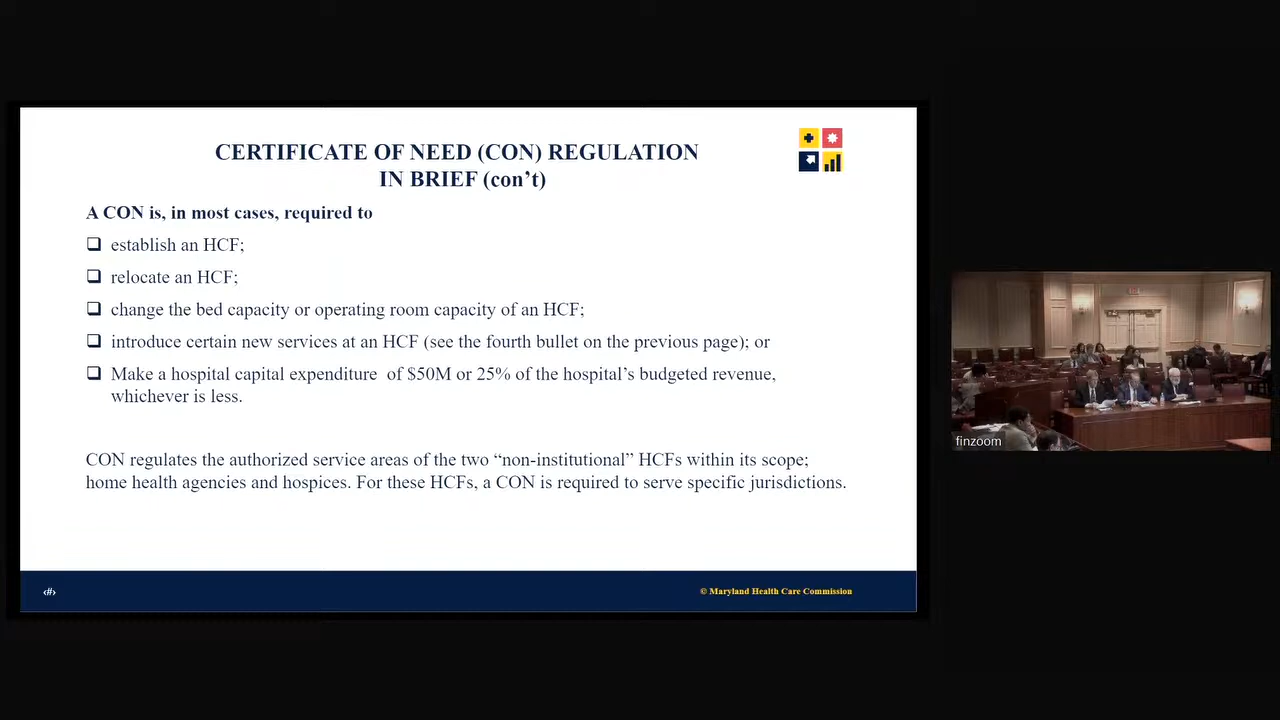 CERTIFICATE OF NEED (CON) REGULATION
IN BRIEF (con’t)
A CON is, in most cases, required to
❑ establish an HCF;
❑ relocate an HCF;
❑ change the bed capacity or operating room capacity of an HCF;
❑ introduce certain new services at an HCF (see the fourth bullet on the previous page); or
❑ Make a hospital capital expenditure of $50M or 25% of the hospital’s budgeted revenue,
whichever is less.
CON regulates the authorized service areas of the two “non-institutional” HCFs within its scope;
home health agencies and hospices. For these HCFs, a CON is required to serve specific jurisdictions.
‹#›
© Maryland Health Care Commission
finzoom